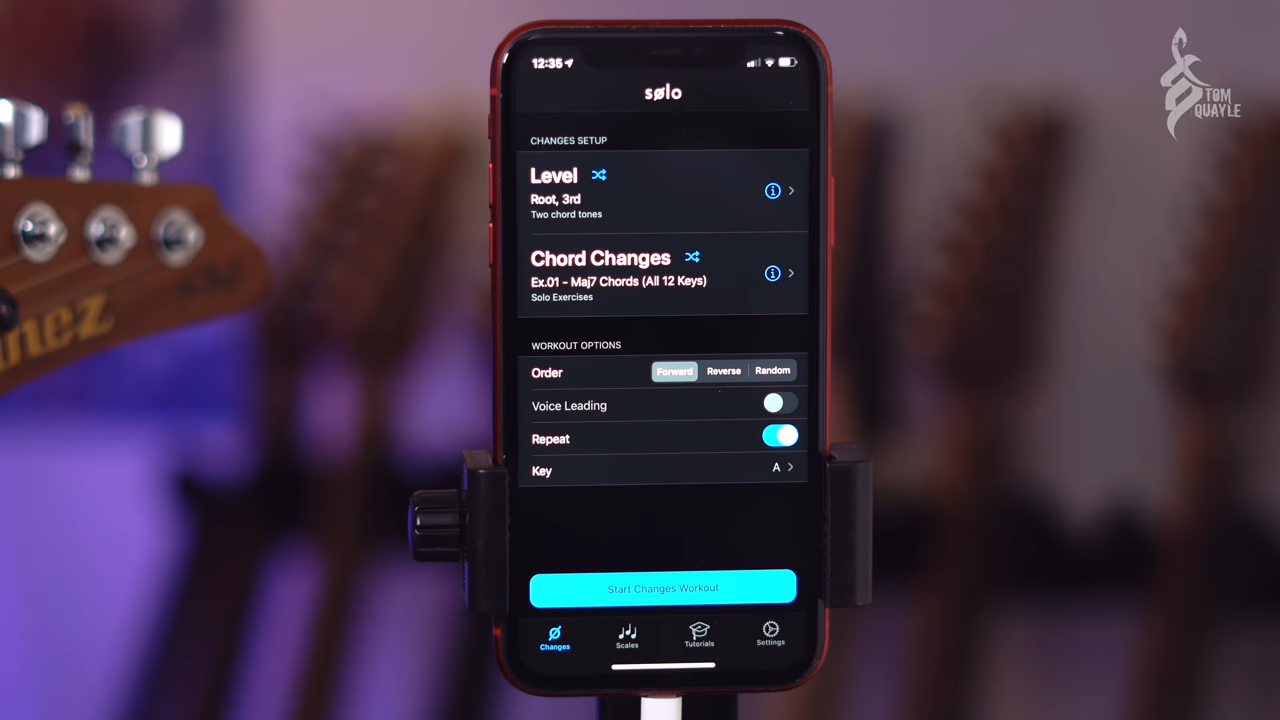 12:35
sølo
TOM
QUAYLE
CHANGES SETUP
Level
Root, 3rd
Two chord tones
Chord Changes
Ex.01 - Maj7 Chords (All 12 Keys)
Solo Exercises
WORKOUT OPTIONS
Order Forward Reverse Random
Voice Leading
Repeat
Key A
Start Changes Workout
Changes Scales Tutorials Settings